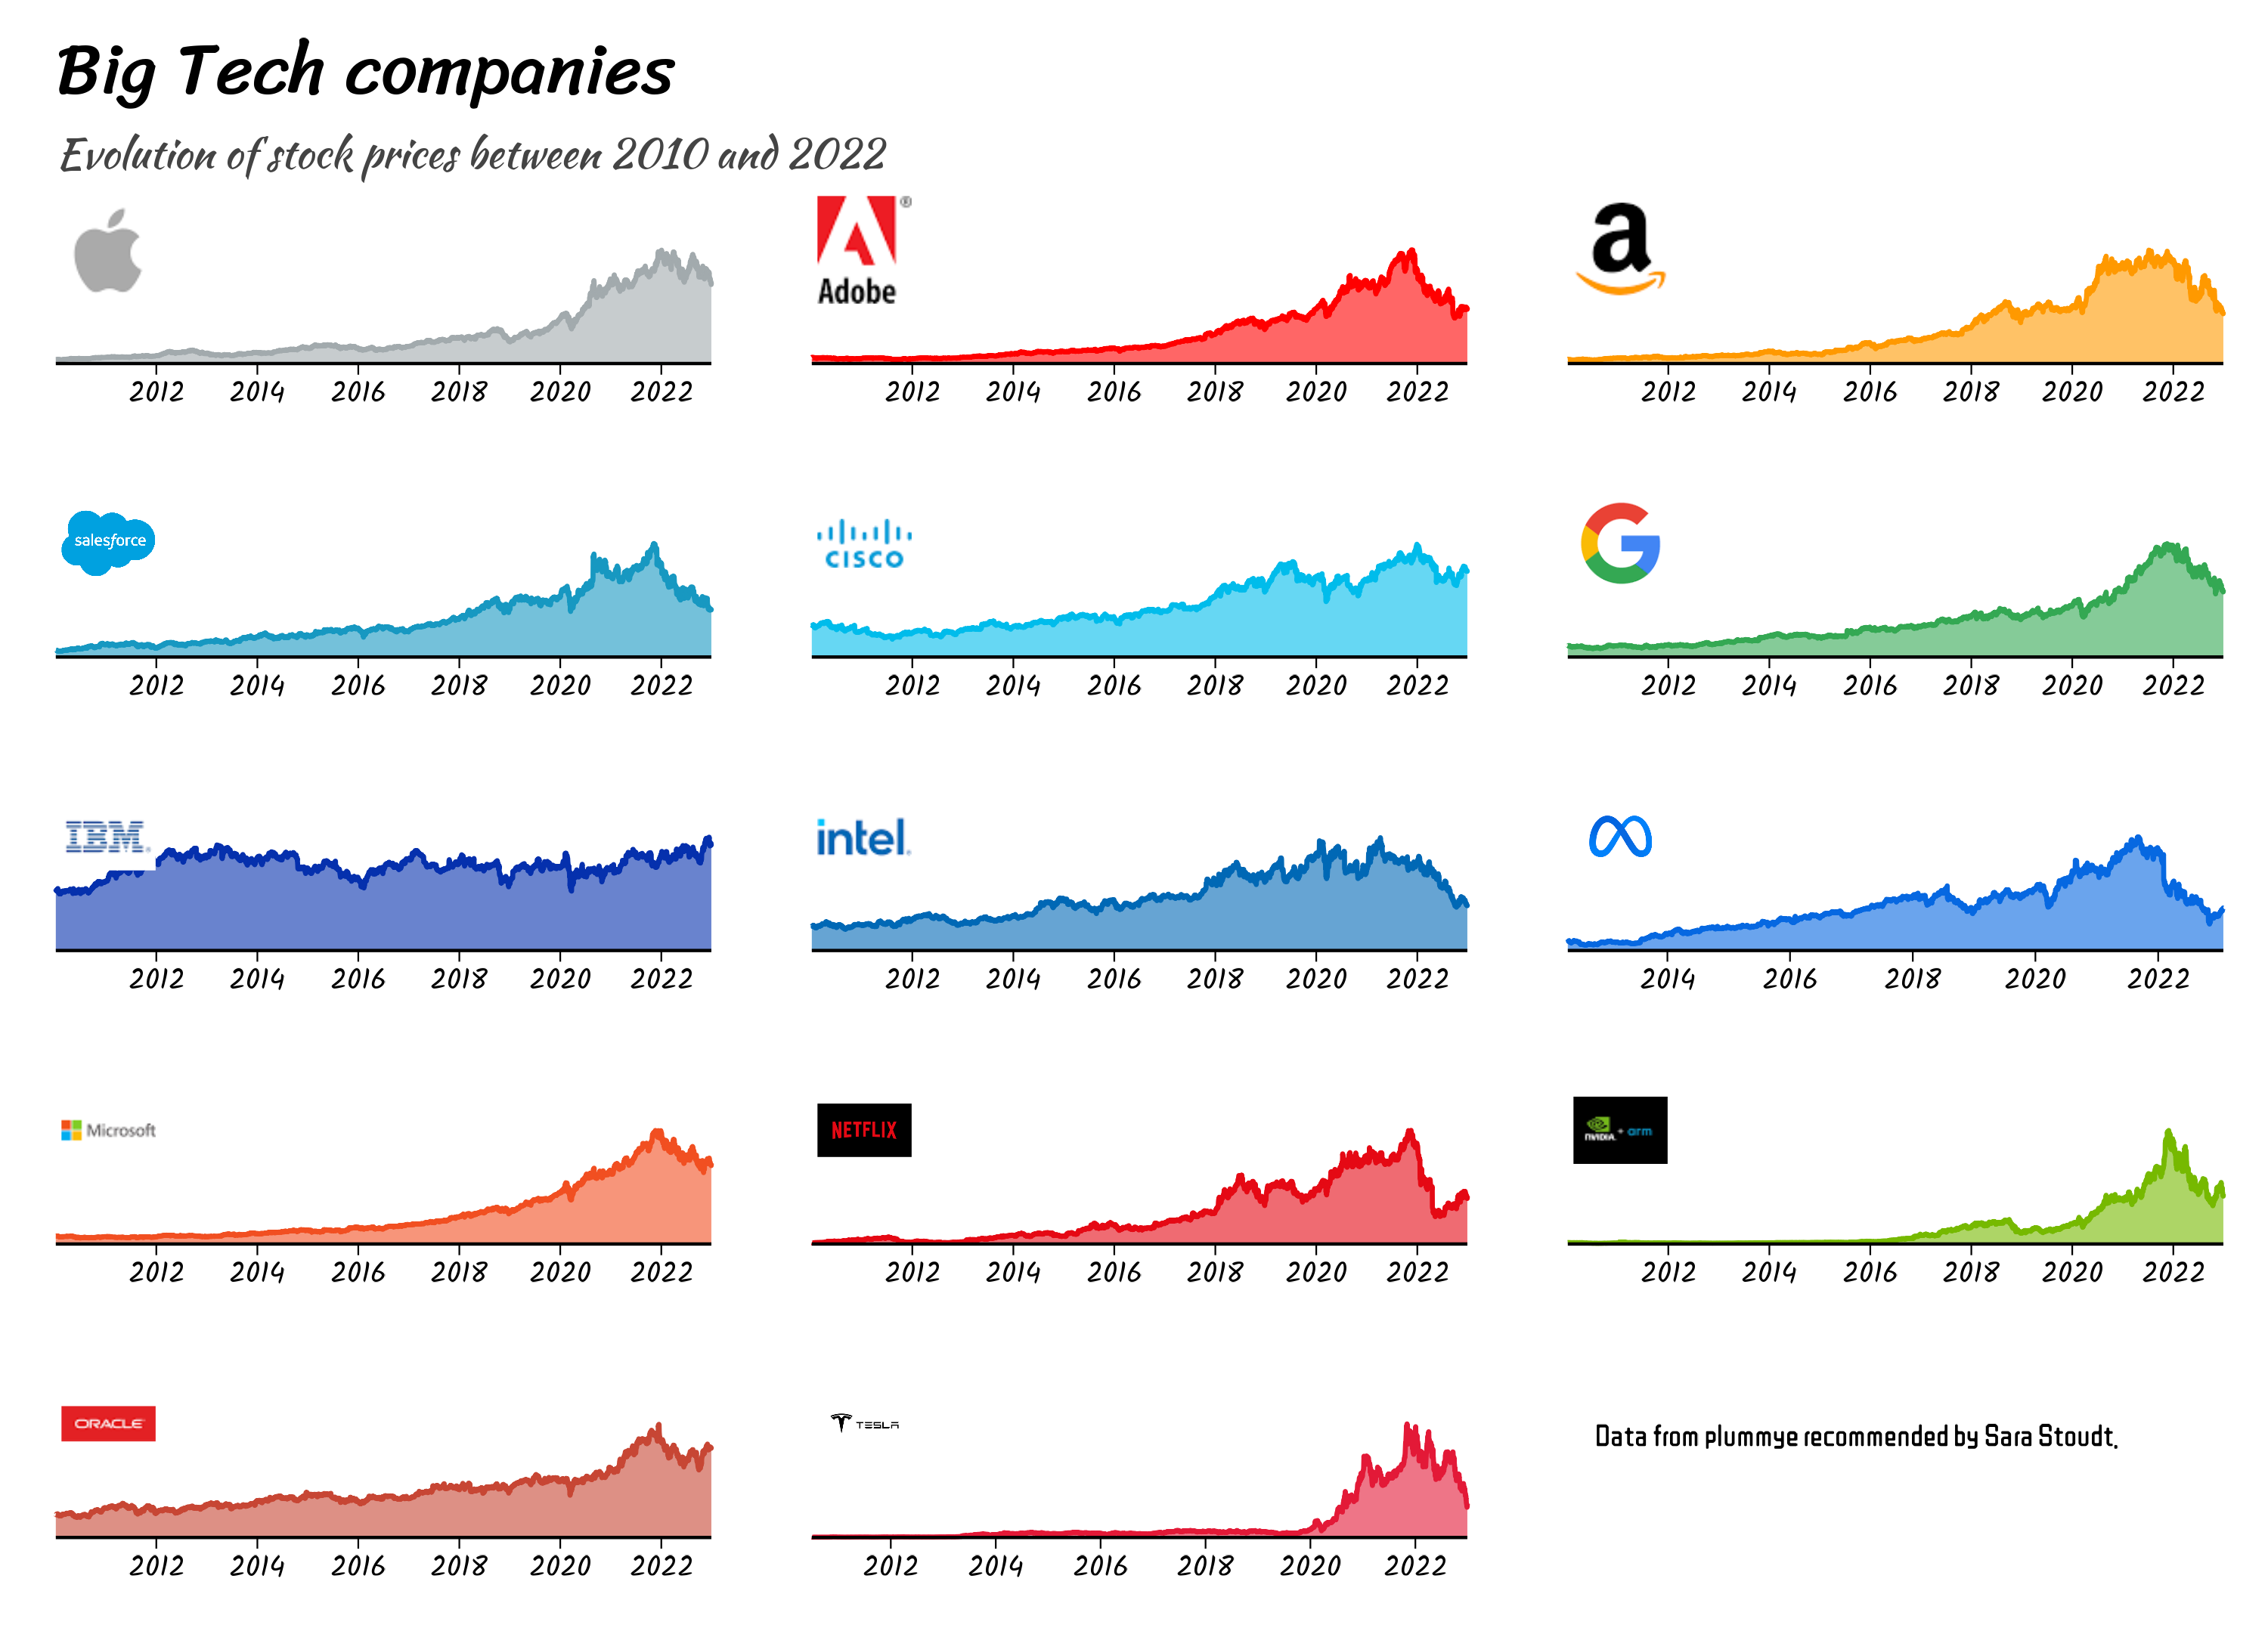 Big Tech companies
Evolution of stock prices between 2010 and 2022
®
Adobe
a
2012 2014 2016 2018 2020 2022
2012 2014 2016 2018 2020 2022
2012 2014 2016 2018 2020 2022
salesforce
CISCO
G
2012 2014 2016 2018 2020 2022
2012 2014 2016 2018 2020 2022
2012 2014 2016 2018 2020 2022
IBM®
intel.
2012 2014 2016 2018 2020 2022
2012 2014 2016 2018 2020 2022
2014 2016 2018 2020 2022
Microsoft
NETFLIX
NVIDIA. + arm
2012 2014 2016 2018 2020 2022
2012 2014 2016 2018 2020 2022
2012 2014 2016 2018 2020 2022
ORACLE
TESLA
Data from plummye recommended by Sara Stoudt.
2012 2014 2016 2018 2020 2022
2012 2014 2016 2018 2020 2022